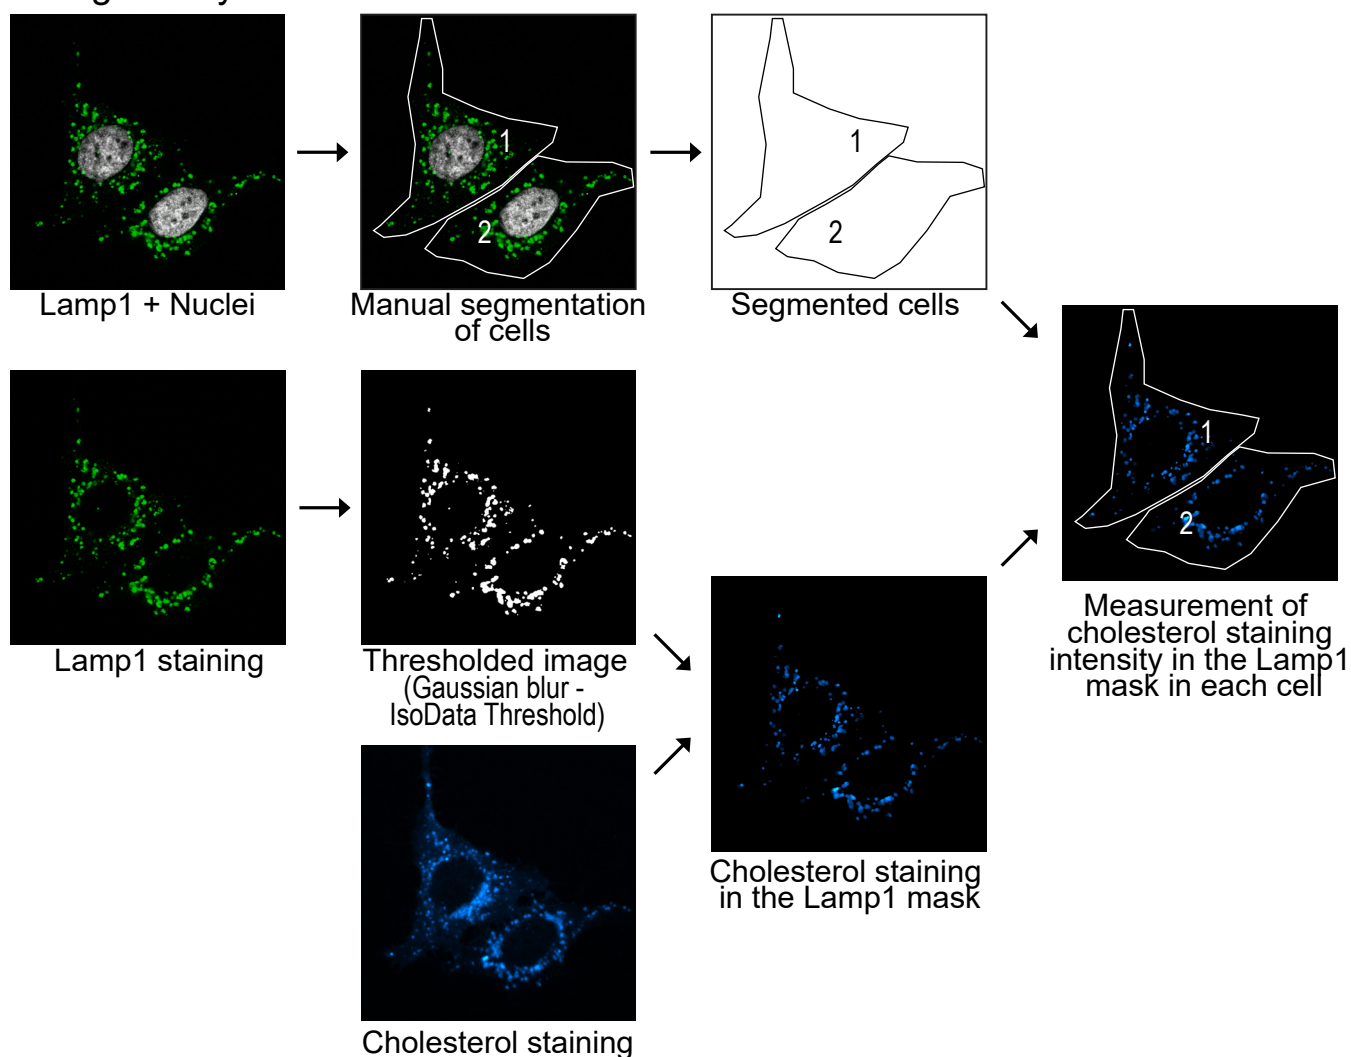 1
2
1
2
Lamp1 + Nuclei
Manual segmentation
of cells
Segmented cells
1
2
Lamp1 staining
Thresholded image
(Gaussian blur -
IsoData Threshold)
Measurement of
cholesterol staining
intensity in the Lamp1
mask in each cell
Cholesterol staining
in the Lamp1 mask
Cholesterol staining